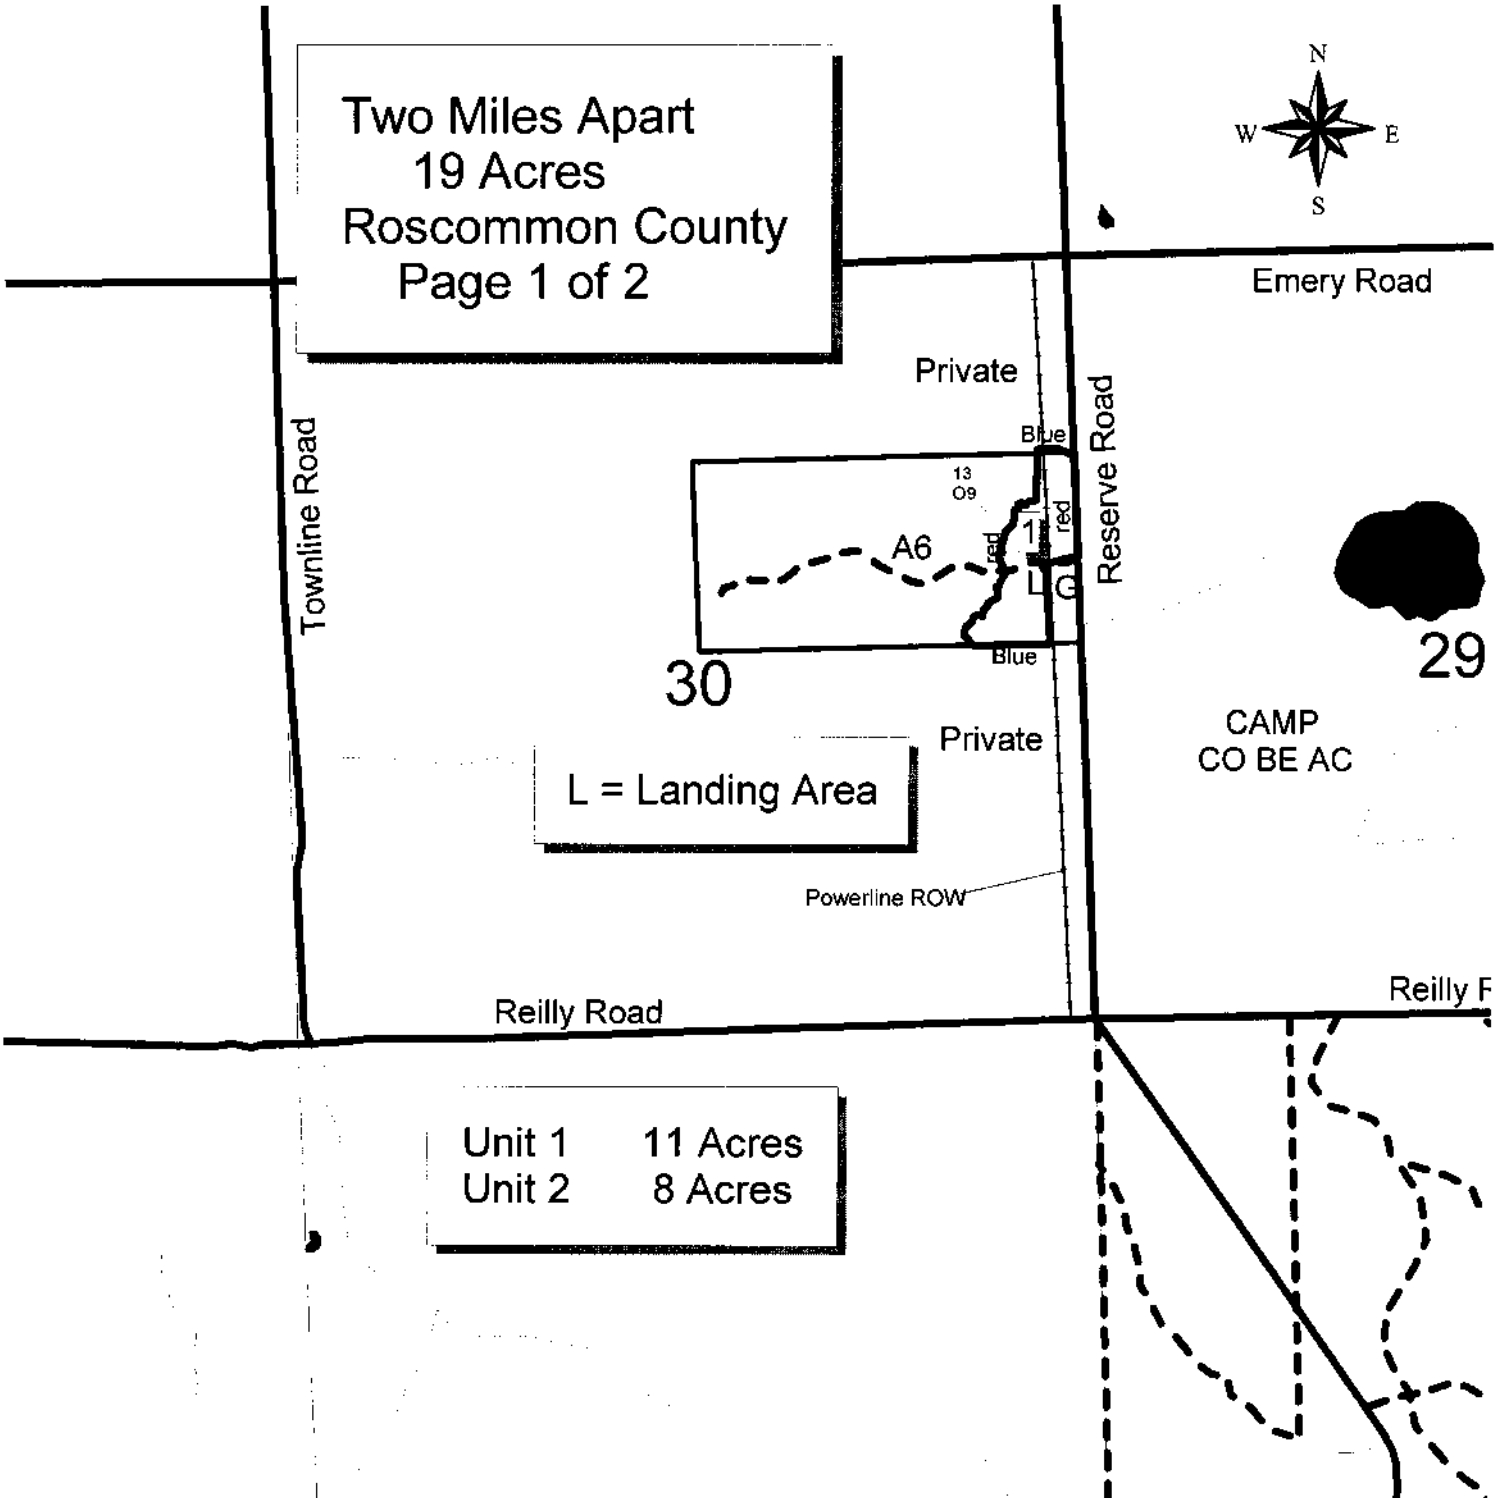 N
W E
S
Two Miles Apart
19 Acres
Roscommon County
Page 1 of 2
Emery Road
Private
Townline Road
Reserve Road
Blue
13
O9
red
1
red
A6
L
G
Blue
30
29
Private
CAMP
CO BE AC
L = Landing Area
Powerline ROW
Reilly Road
Reilly
Unit 1 11 Acres
Unit 2 8 Acres